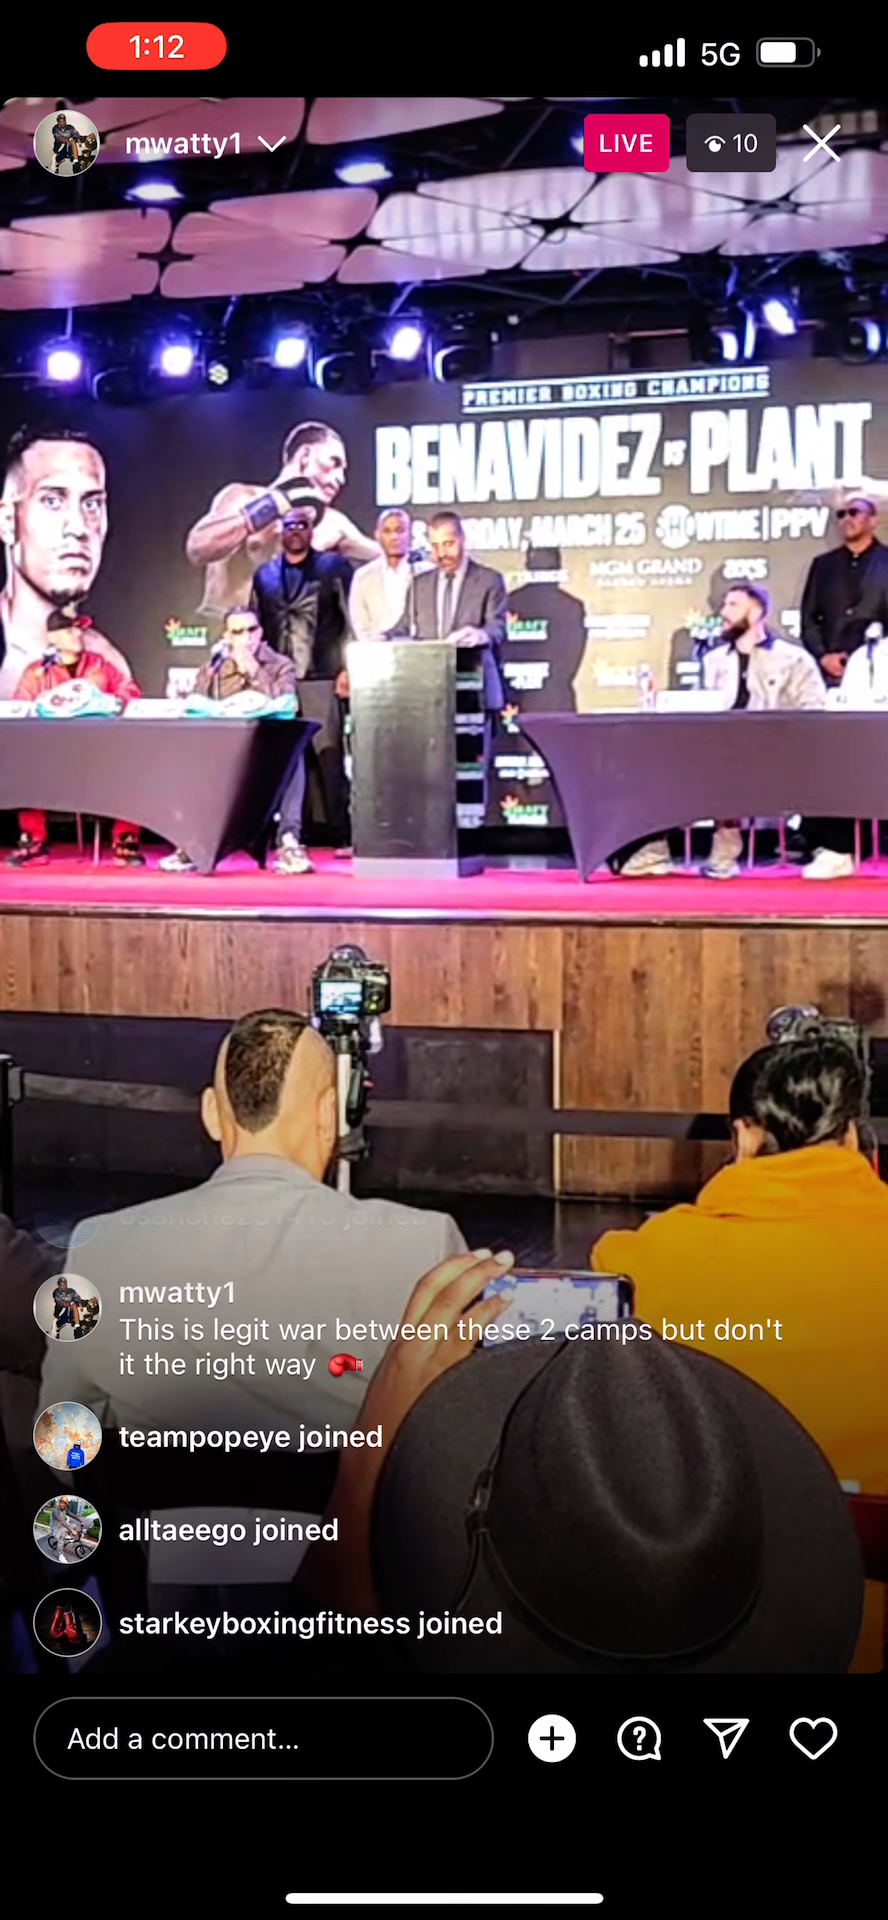 1:12
5G
mwatty1
LIVE
10
PREMIER BOXING CHAMPIONS
BENAVIDEZ VS PLANT
MARCH 25 SHOWTIME PPV
MGM GRAND
mwatty1
This is legit war between these 2 camps but don't
it the right way
teampopeye joined
alltaeego joined
starkeyboxingfitness joined
Add a comment...